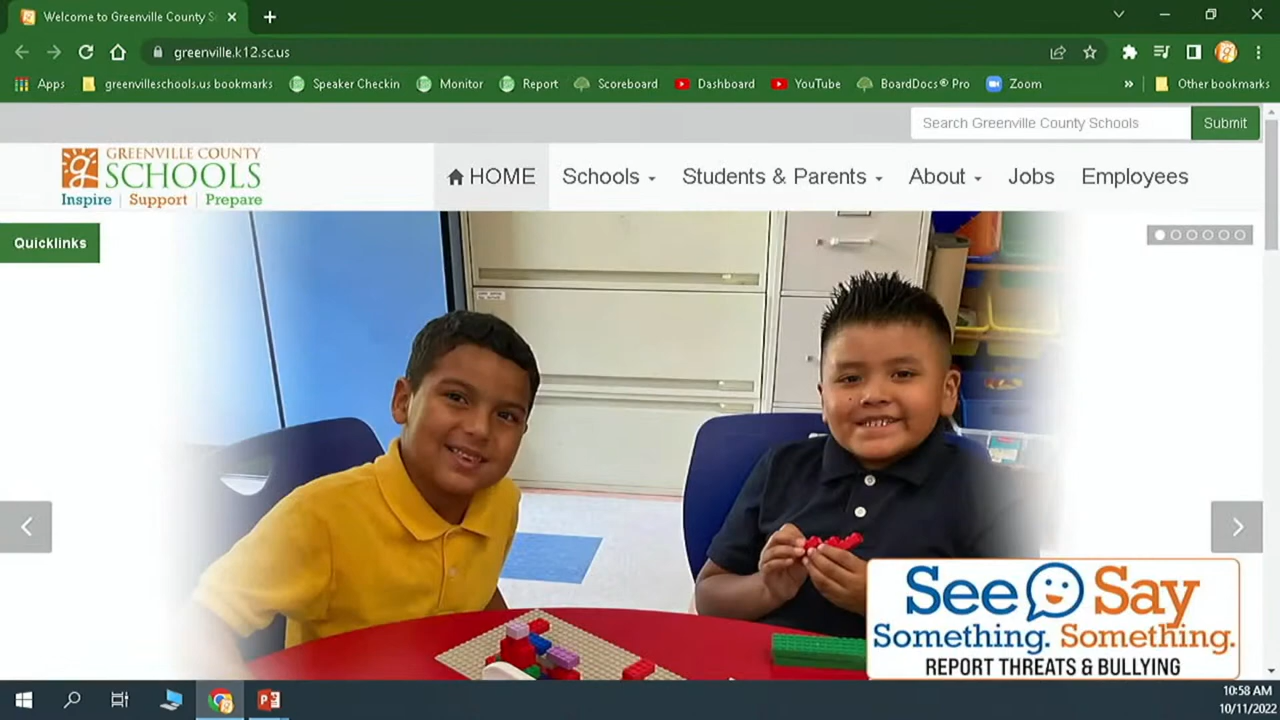 Welcome to Greenville County S
greenville.k12.sc.us
Apps greenvilleschools.us bookmarks Speaker Checkin Monitor Report Scoreboard Dashboard YouTube BoardDocs® Pro Zoom » Other bookmarks
Search Greenville County Schools Submit
GREENVILLE COUNTY
SCHOOLS
Inspire | Support | Prepare
HOME Schools Students & Parents About Jobs Employees
Quicklinks
See Say
Something. Something.
REPORT THREATS & BULLYING
10:58 AM
10/11/2022